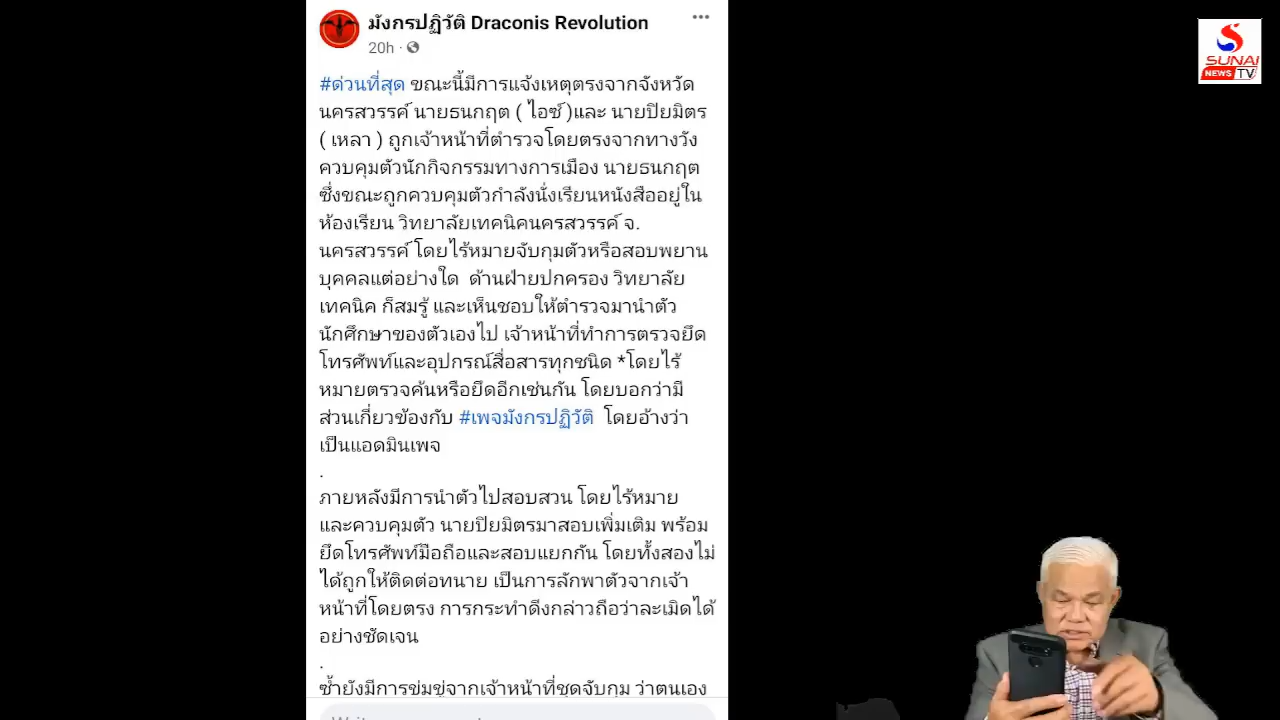 มังกรปฏิวัติ Draconis Revolution
20h
#ด่วนที่สุด ขณะนี้มีการแจ้งเหตุตรงจากจังหวัด
นครสวรรค์ นายธนกฤต ( ไอซ์ )และ นายปิยมิตร
( เหลา ) ถูกเจ้าหน้าที่ตำรวจโดยตรงจากทางวัง
ควบคุมตัวนักกิจกรรมทางการเมือง นายธนกฤต
ซึ่งขณะถูกควบคุมตัวกำลังนั่งเรียนหนังสืออยู่ใน
ห้องเรียน วิทยาลัยเทคนิคนครสวรรค์ จ.
นครสวรรค์ โดยไร้หมายจับกุมตัวหรือสอบพยาน
บุคคลแต่อย่างใด ด้านฝ่ายปกครอง วิทยาลัย
เทคนิค ก็สมรู้ และเห็นชอบให้ตำรวจมานำตัว
นักศึกษาของตัวเองไป เจ้าหน้าที่ทำการตรวจยึด
โทรศัพท์และอุปกรณ์สื่อสารทุกชนิด *โดยไร้
หมายตรวจค้นหรือยึดอีกเช่นกัน โดยบอกว่ามี
ส่วนเกี่ยวข้องกับ #เพจมังกรปฏิวัติ โดยอ้างว่า
เป็นแอดมินเพจ
.
ภายหลังมีการนำตัวไปสอบสวน โดยไร้หมาย
และควบคุมตัว นายปิยมิตรมาสอบเพิ่มเติม พร้อม
ยึดโทรศัพท์มือถือและสอบแยกกัน โดยทั้งสองไม่
ได้ถูกให้ติดต่อทนาย เป็นการลักพาตัวจากเจ้า
หน้าที่โดยตรง การกระทำดังกล่าวถือว่าละเมิดได้
อย่างชัดเจน
.
ซ้ำยังมีการข่มขู่จากเจ้าหน้าที่ชุดจับกุม ว่าตนเอง
SUNAI
NEWS TV